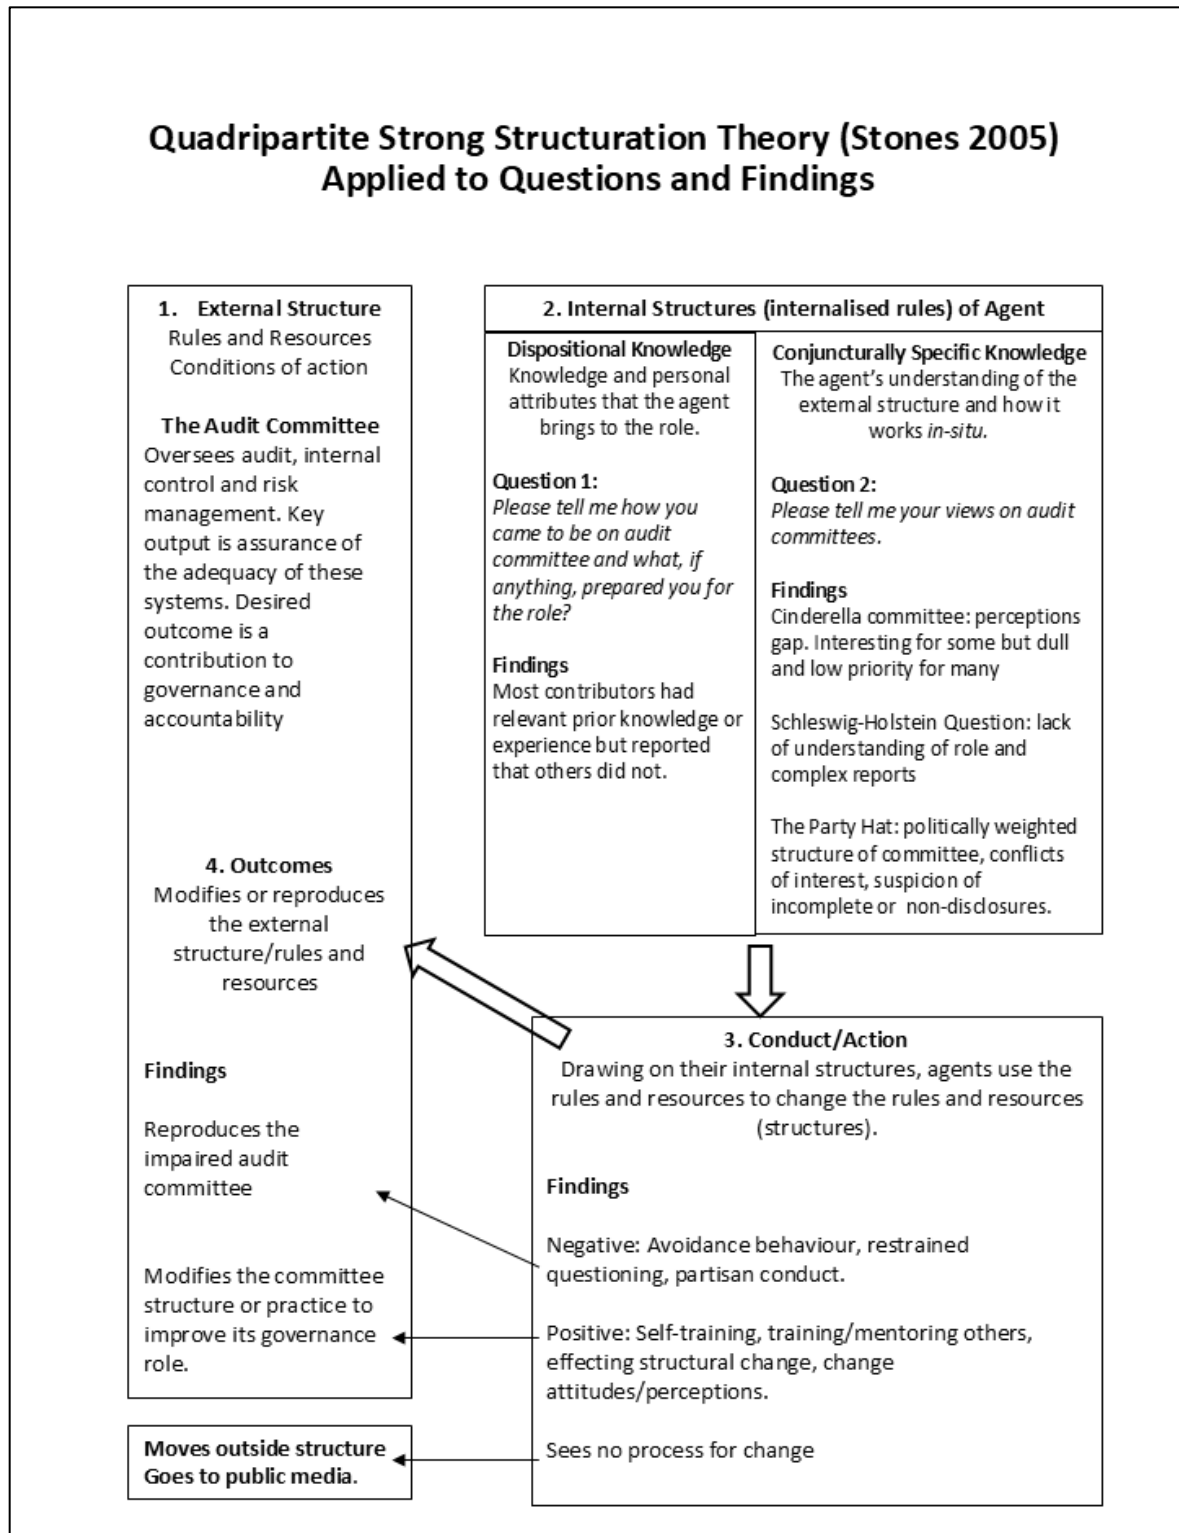 Quadripartite Strong Structuration Theory (Stones 2005)
Applied to Questions and Findings
1. External Structure
Rules and Resources
Conditions of action
The Audit Committee
Oversees audit, internal
control and risk
management. Key
output is assurance of
the adequacy of these
systems. Desired
outcome is a
contribution to
governance and
accountability
4. Outcomes
Modifies or reproduces
the external
structure/rules and
resources
Findings
Reproduces the
impaired audit
committee
Modifies the committee
structure or practice to
improve its governance
role.
Moves outside structure
Goes to public media.
2. Internal Structures (internalised rules) of Agent
Dispositional Knowledge
Knowledge and personal
attributes that the agent
brings to the role.
Question 1:
Please tell me how you
came to be on audit
committee and what, if
anything, prepared you for
the role?
Findings
Most contributors had
relevant prior knowledge or
experience but reported
that others did not.
Conjuncturally Specific Knowledge
The agent's understanding of the
external structure and how it
works in-situ.
Question 2:
Please tell me your views on audit
committees.
Findings
Cinderella committee: perceptions
gap. Interesting for some but dull
and low priority for many
Schleswig-Holstein Question: lack
of understanding of role and
complex reports
The Party Hat: politically weighted
structure of committee, conflicts
of interest, suspicion of
incomplete or non-disclosures.
3. Conduct/Action
Drawing on their internal structures, agents use the
rules and resources to change the rules and resources
(structures).
Findings
Negative: Avoidance behaviour, restrained
questioning, partisan conduct.
Positive: Self-training, training/mentoring others,
effecting structural change, change
attitudes/perceptions.
Sees no process for change